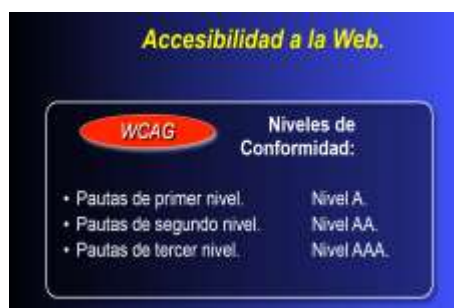 Accesibilidad a la Web.
WCAG
Niveles de
Conformidad:
• Pautas de primer nivel. Nivel A.
• Pautas de segundo nivel. Nivel AA.
• Pautas de tercer nivel. Nivel AAA.